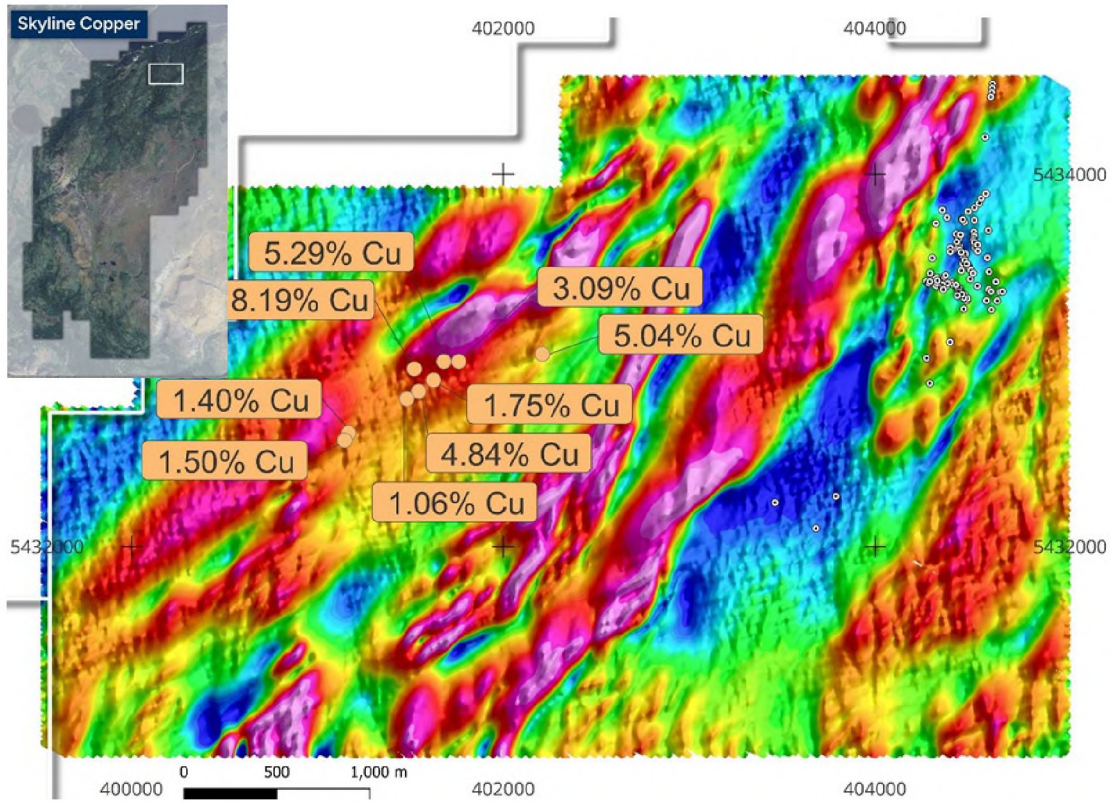 Skyline Copper
402000
404000
5434000
5.29% Cu
8.19% Cu
3.09% Cu
5.04% Cu
1.40% Cu
1.75% Cu
1.50% Cu
4.84% Cu
1.06% Cu
5432000
5432000
0 500 1,000 m
400000
402000
404000